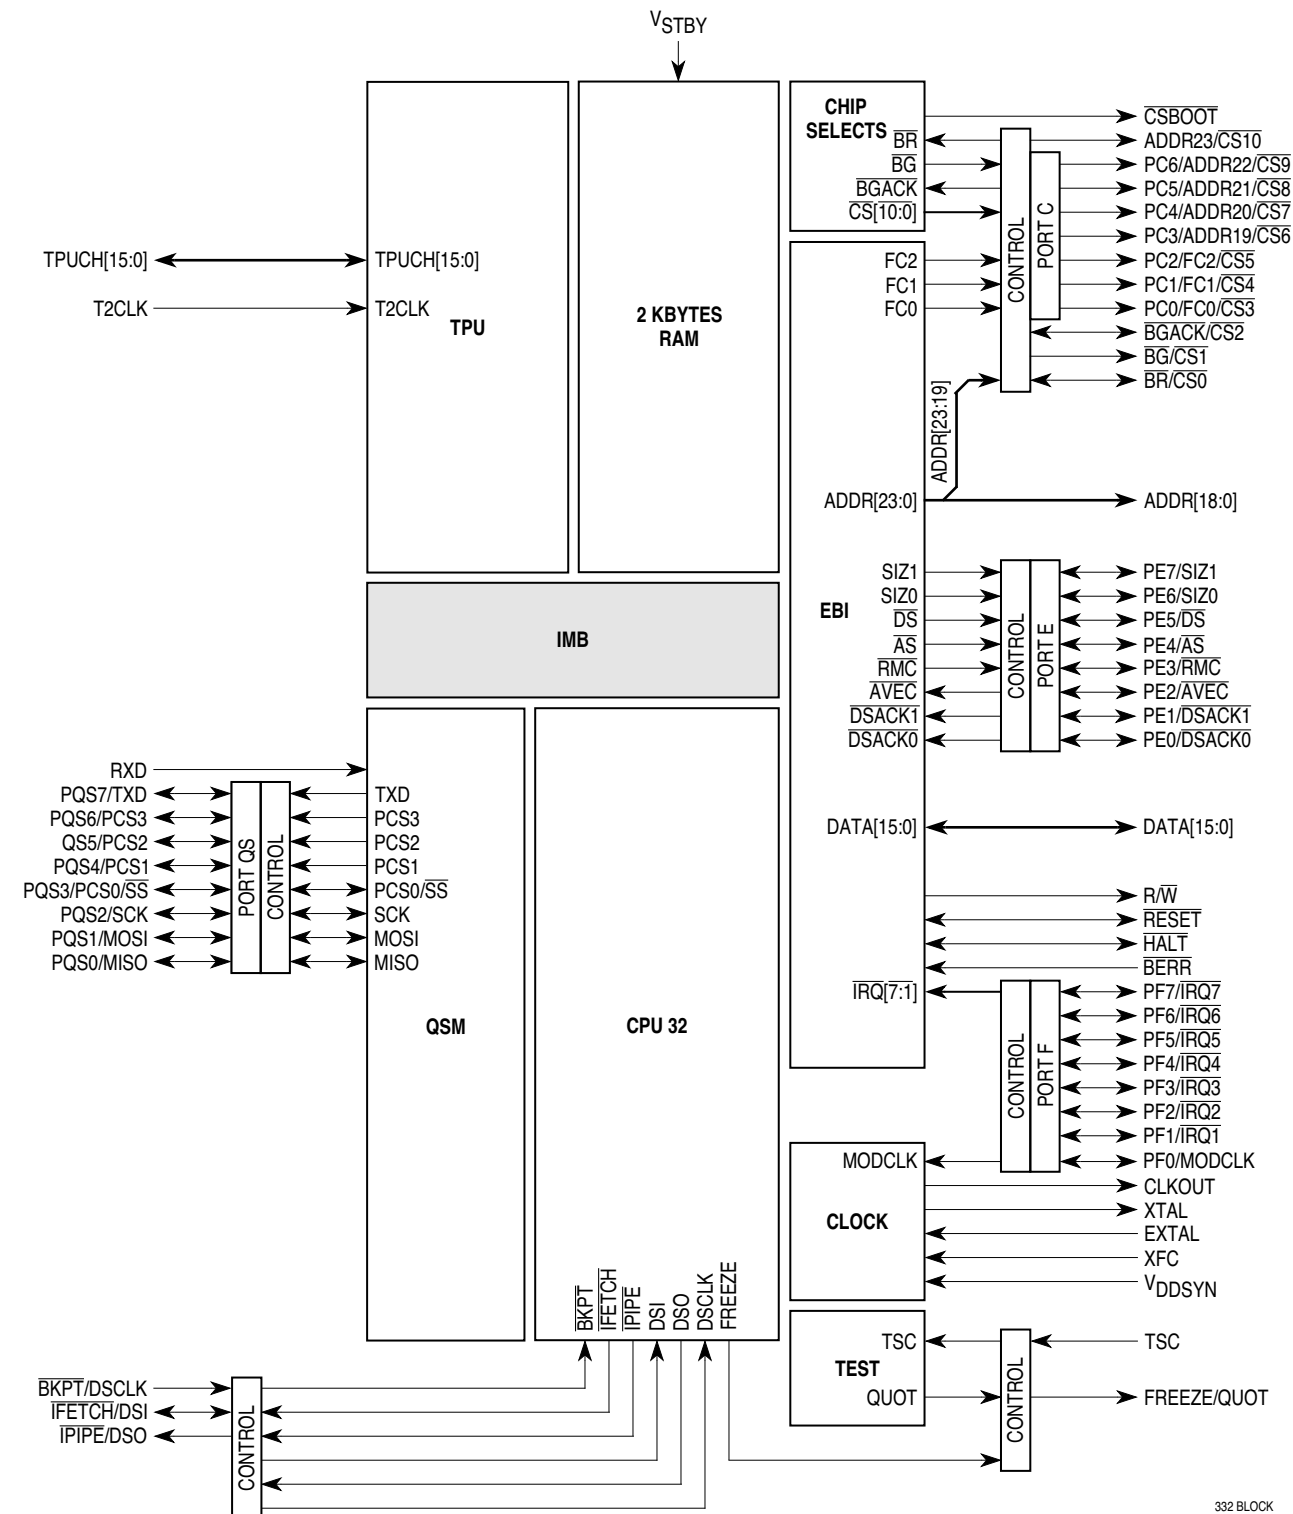 VSTBY
CHIP
SELECTS
BR
BG
BGACK
CS[10:0]
CONTROL
PORT C
CSBOOT
ADDR23/CS10
PC6/ADDR22/CS9
PC5/ADDR21/CS8
PC4/ADDR20/CS7
PC3/ADDR19/CS6
PC2/FC2/CS5
PC1/FC1/CS4
PC0/FC0/CS3
BGACK/CS2
BG/CS1
BR/CS0
TPUCH[15:0]
T2CLK
TPUCH[15:0]
T2CLK
TPU
2 KBYTES
RAM
FC2
FC1
FC0
ADDR[23:19]
ADDR[23:0]
ADDR[18:0]
EBI
SIZ1
SIZ0
DS
AS
RMC
AVEC
DSACK1
DSACK0
CONTROL
PORT E
PE7/SIZ1
PE6/SIZ0
PE5/DS
PE4/AS
PE3/RMC
PE2/AVEC
PE1/DSACK1
PE0/DSACK0
IMB
DATA[15:0]
DATA[15:0]
R/W
RESET
HALT
BERR
IRQ[7:1]
CONTROL
PORT F
PF7/IRQ7
PF6/IRQ6
PF5/IRQ5
PF4/IRQ4
PF3/IRQ3
PF2/IRQ2
PF1/IRQ1
PF0/MODCLK
RXD
PQS7/TXD
PQS6/PCS3
QS5/PCS2
PQS4/PCS1
PQS3/PCS0/SS
PQS2/SCK
PQS1/MOSI
PQS0/MISO
PORT QS
CONTROL
TXD
PCS3
PCS2
PCS1
PCS0/SS
SCK
MOSI
MISO
QSM
CPU 32
MODCLK
CLOCK
CLKOUT
XTAL
EXTAL
XFC
VDDSYN
BKPT
IFETCH
IPIPE
DSI
DSO
DSCLK
FREEZE
TSC
TEST
QUOT
CONTROL
TSC
FREEZE/QUOT
BKPT/DSCLK
IFETCH/DSI
IPIPE/DSO
CONTROL
332 BLOCK